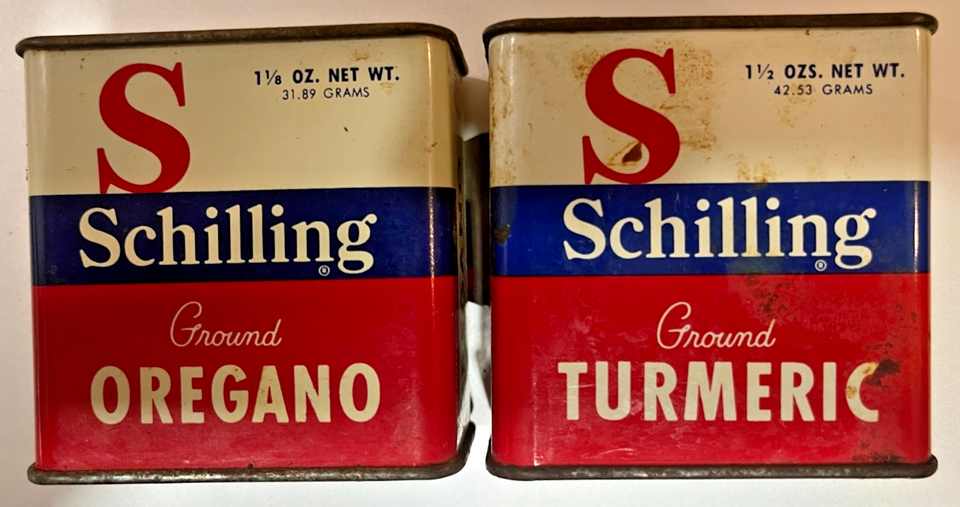 S
1⅛ OZ. NET WT.
31.89 GRAMS
Schilling
®
Ground
OREGANO
S
1½ OZS. NET WT.
42.53 GRAMS
Schilling
®
Ground
TURMERIC